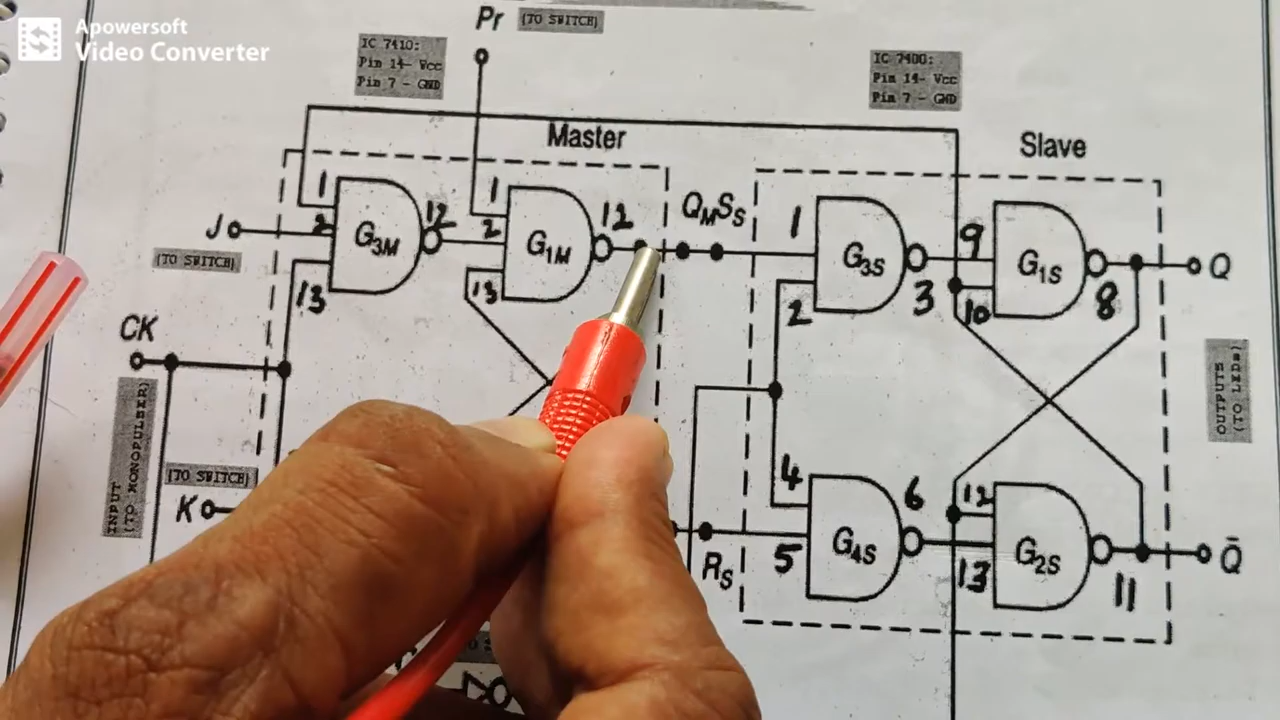 Apowersoft
Video Converter
Pr
[TO SWITCH]
IC 7410:
Pin 14- Vcc
Pin 7 - GND
IC 7400:
Pin 14- Vcc
Pin 7 - GND
Master
Slave
1
2
13
J
[TO SWITCH]
G3M
12
1
2
13
G1M
12
QMSS
1
2
G3S
3
9
10
G1S
8
Q
CK
INPUT
(TO MONOPULSER)
[TO SWITCH]
K
OUTPUTS
(TO LEDs)
4
5
G4S
6
12
13
G2S
11
Q̄
RS